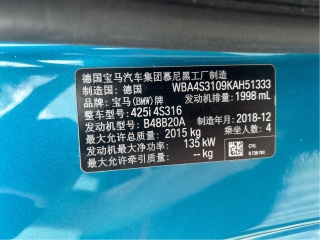 德国宝马汽车集团慕尼黑工厂制造
制造国：德国 WBA4S3109KAH51333
品牌：宝马(BMW)牌 发动机排量：1998 mL
整车型号：425i 4S316
发动机型号：B48B20A 制造年月：2018-12
最大允许总质量：2015 kg 乘坐人数：4
发动机最大净功率：135 kW
最大允许牵引质量：-- kg